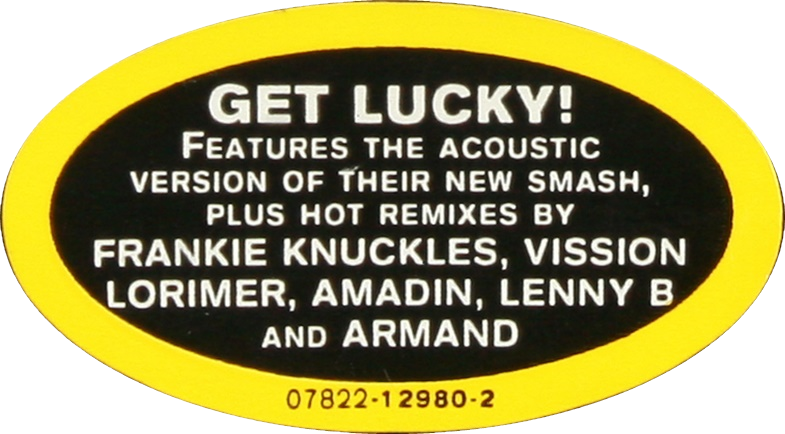 GET LUCKY!
FEATURES THE ACOUSTIC
VERSION OF THEIR NEW SMASH,
PLUS HOT REMIXES BY
FRANKIE KNUCKLES, VISSION
LORIMER, AMADIN, LENNY B
AND ARMAND
07822-12980-2